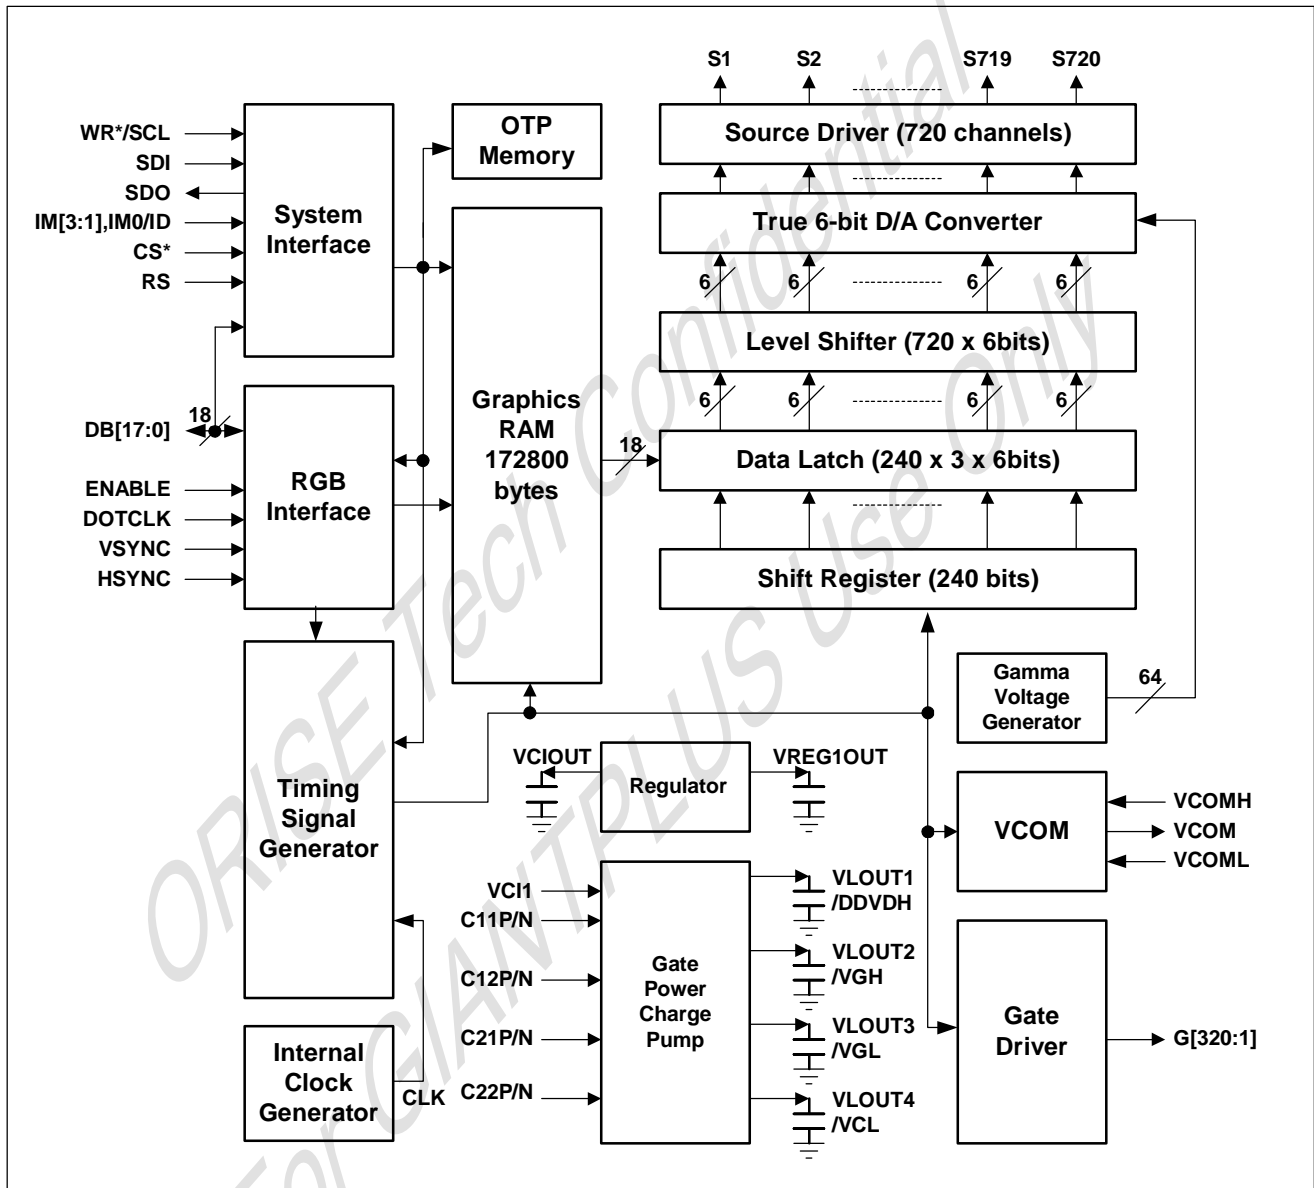 S1
S2
S719
S720
WR*/SCL
SDI
SDO
IM[3:1],IM0/ID
CS*
RS
System
Interface
OTP
Memory
Source Driver (720 channels)
True 6-bit D/A Converter
6
6
6
6
Level Shifter (720 x 6bits)
6
6
6
6
DB[17:0]
18
ENABLE
DOTCLK
VSYNC
HSYNC
RGB
Interface
Graphics
RAM
172800
bytes
18
Data Latch (240 x 3 x 6bits)
Shift Register (240 bits)
Gamma
Voltage
Generator
64
Timing
Signal
Generator
VCIOUT
Regulator
VREG1OUT
VCOM
VCOMH
VCOM
VCOML
VCI1
C11P/N
C12P/N
C21P/N
C22P/N
Gate
Power
Charge
Pump
VLOUT1
/DDVDH
VLOUT2
/VGH
VLOUT3
/VGL
VLOUT4
/VCL
Gate
Driver
G[320:1]
Internal
Clock
Generator
CLK
ORISE Tech Confidential
For GIANTPLUS Use Only